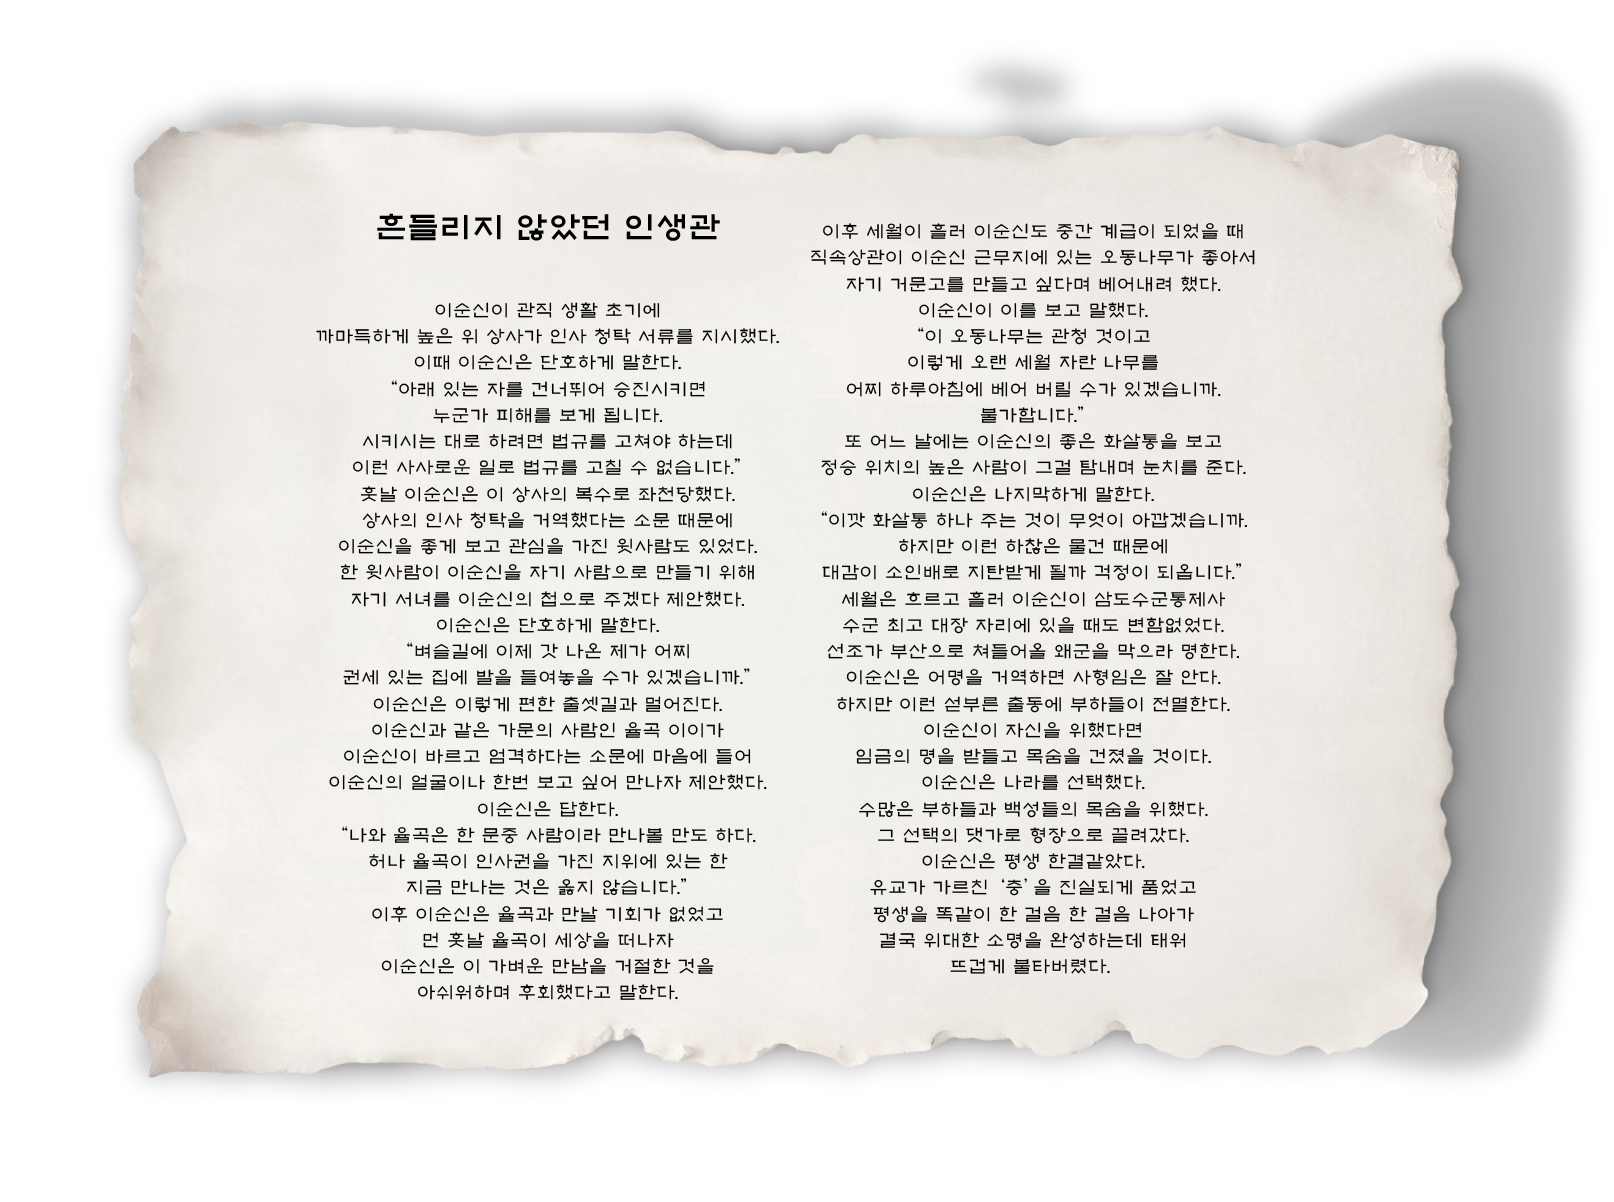 흔들리지 않았던 인생관
이순신이 관직 생활 초기에
까마득하게 높은 위 상사가 인사 청탁 서류를 지시했다.
이때 이순신은 단호하게 말한다.
“아래 있는 자를 건너뛰어 승진시키면
누군가 피해를 보게 됩니다.
시키시는 대로 하려면 법규를 고쳐야 하는데
이런 사사로운 일로 법규를 고칠 수 없습니다.”
훗날 이순신은 이 상사의 복수로 좌천당했다.
상사의 인사 청탁을 거역했다는 소문 때문에
이순신을 좋게 보고 관심을 가진 윗사람도 있었다.
한 윗사람이 이순신을 자기 사람으로 만들기 위해
자기 서녀를 이순신의 첩으로 주겠다 제안했다.
이순신은 단호하게 말한다.
“벼슬길에 이제 갓 나온 제가 어찌
권세 있는 집에 발을 들여놓을 수가 있겠습니까.”
이순신은 이렇게 편한 출셋길과 멀어진다.
이순신과 같은 가문의 사람인 율곡 이이가
이순신이 바르고 엄격하다는 소문에 마음에 들어
이순신의 얼굴이나 한번 보고 싶어 만나자 제안했다.
이순신은 답한다.
“나와 율곡은 한 문중 사람이라 만나볼 만도 하다.
허나 율곡이 인사권을 가진 지위에 있는 한
지금 만나는 것은 옳지 않습니다.”
이후 이순신은 율곡과 만날 기회가 없었고
먼 훗날 율곡이 세상을 떠나자
이순신은 이 가벼운 만남을 거절한 것을
아쉬워하며 후회했다고 말한다.
이후 세월이 흘러 이순신도 중간 계급이 되었을 때
직속상관이 이순신 근무지에 있는 오동나무가 좋아서
자기 거문고를 만들고 싶다며 베어내려 했다.
이순신이 이를 보고 말했다.
“이 오동나무는 관청 것이고
이렇게 오랜 세월 자란 나무를
어찌 하루아침에 베어 버릴 수가 있겠습니까.
불가합니다.”
또 어느 날에는 이순신의 좋은 화살통을 보고
정승 위치의 높은 사람이 그걸 탐내며 눈치를 준다.
이순신은 나지막하게 말한다.
“이깟 화살통 하나 주는 것이 무엇이 아깝겠습니까.
하지만 이런 하찮은 물건 때문에
대감이 소인배로 지탄받게 될까 걱정이 되옵니다.”
세월은 흐르고 흘러 이순신이 삼도수군통제사
수군 최고 대장 자리에 있을 때도 변함없었다.
선조가 부산으로 쳐들어올 왜군을 막으라 명한다.
이순신은 어명을 거역하면 사형임은 잘 안다.
하지만 이런 섣부른 출동에 부하들이 전멸한다.
이순신이 자신을 위했다면
임금의 명을 받들고 목숨을 건졌을 것이다.
이순신은 나라를 선택했다.
수많은 부하들과 백성들의 목숨을 위했다.
그 선택의 댓가로 형장으로 끌려갔다.
이순신은 평생 한결같았다.
유교가 가르친 ‘충’을 진실되게 품었고
평생을 똑같이 한 걸음 한 걸음 나아가
결국 위대한 소명을 완성하는데 태워
뜨겁게 불타버렸다.